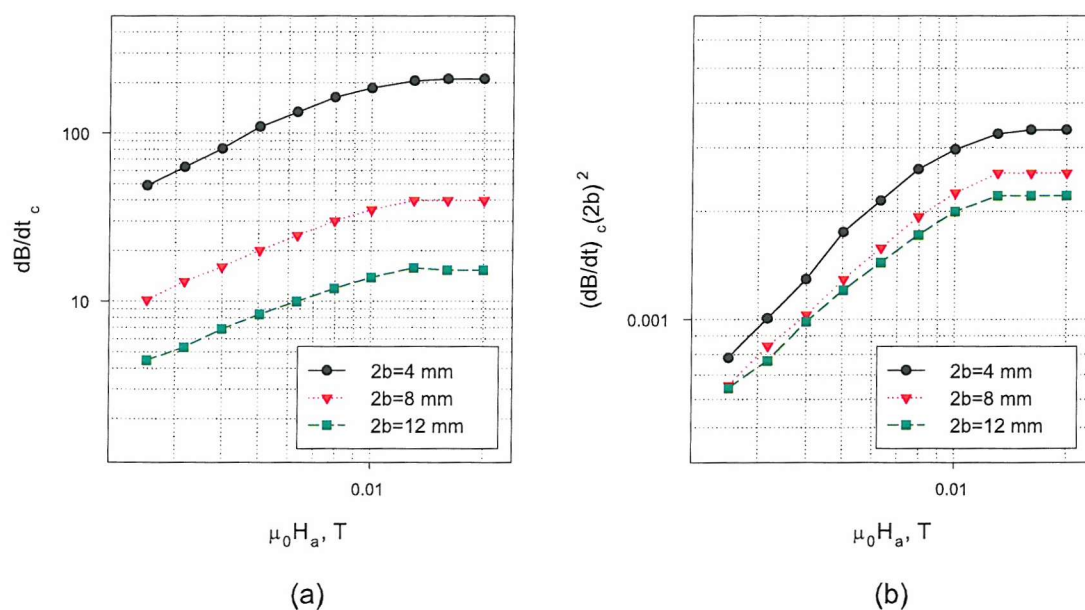 100
10
dB/dt c
0.01
μ₀Hₐ, T
2b=4 mm
2b=8 mm
2b=12 mm
(a)
0.001
(dB/dt) c(2b)²
0.01
μ₀Hₐ, T
2b=4 mm
2b=8 mm
2b=12 mm
(b)